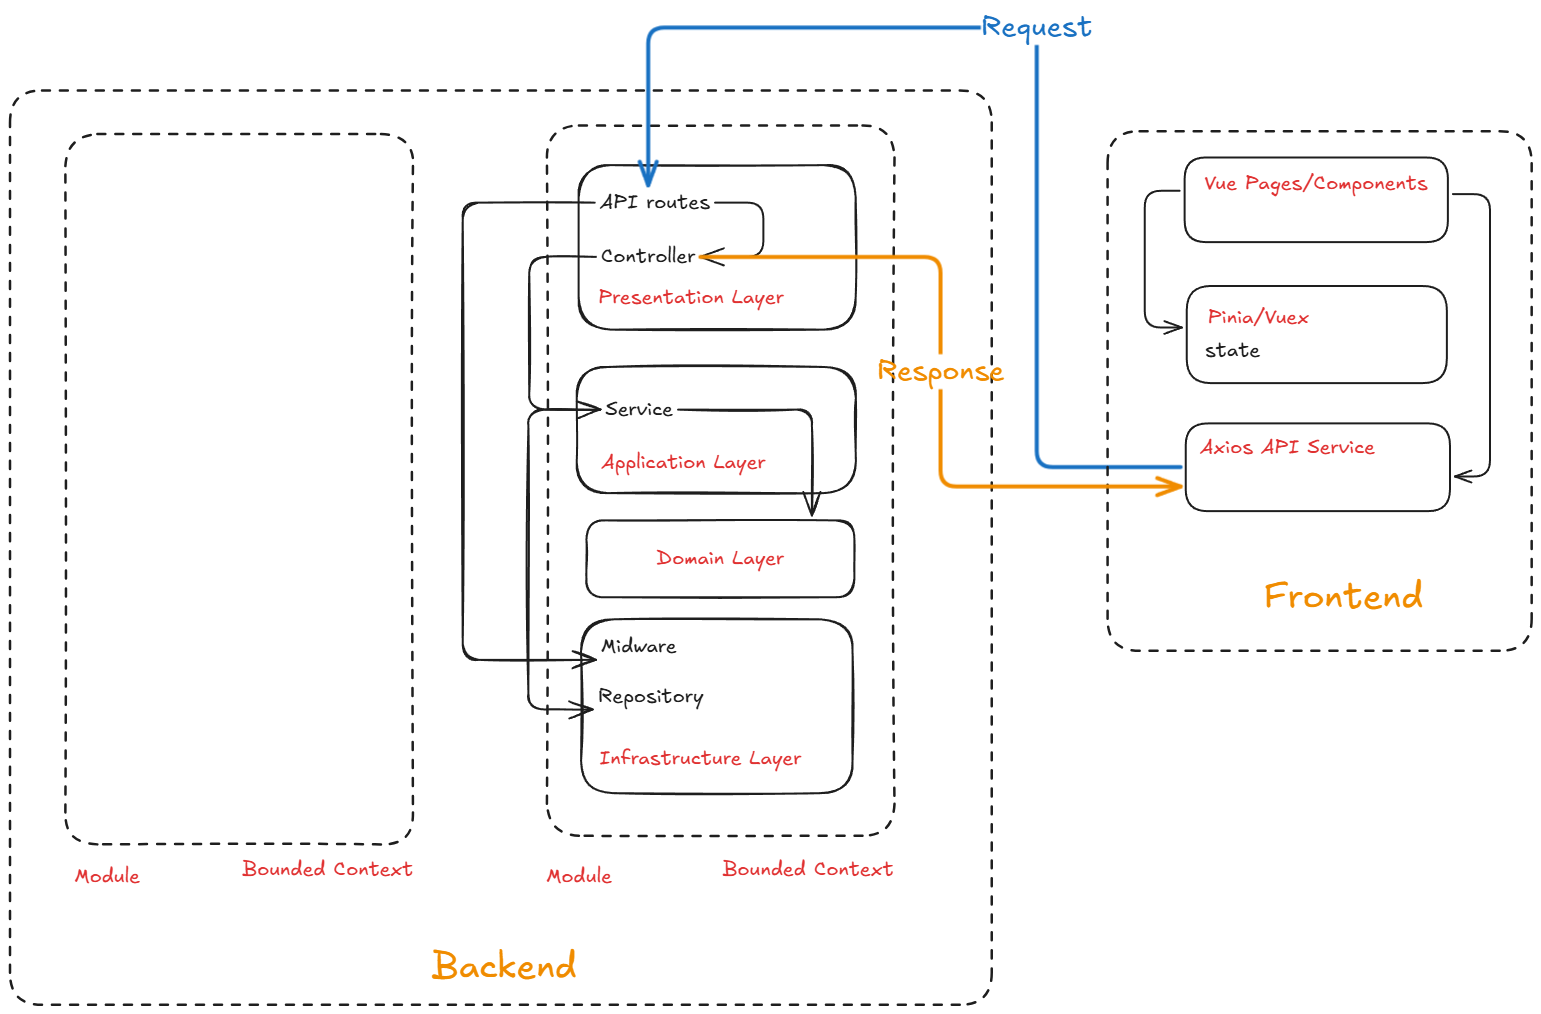 Request
API routes
Controller
Presentation Layer
Response
Service
Application Layer
Domain Layer
Midware
Repository
Infrastructure Layer
Module
Bounded Context
Module
Bounded Context
Backend
Vue Pages/Components
Pinia/Vuex
state
Axios API Service
Frontend